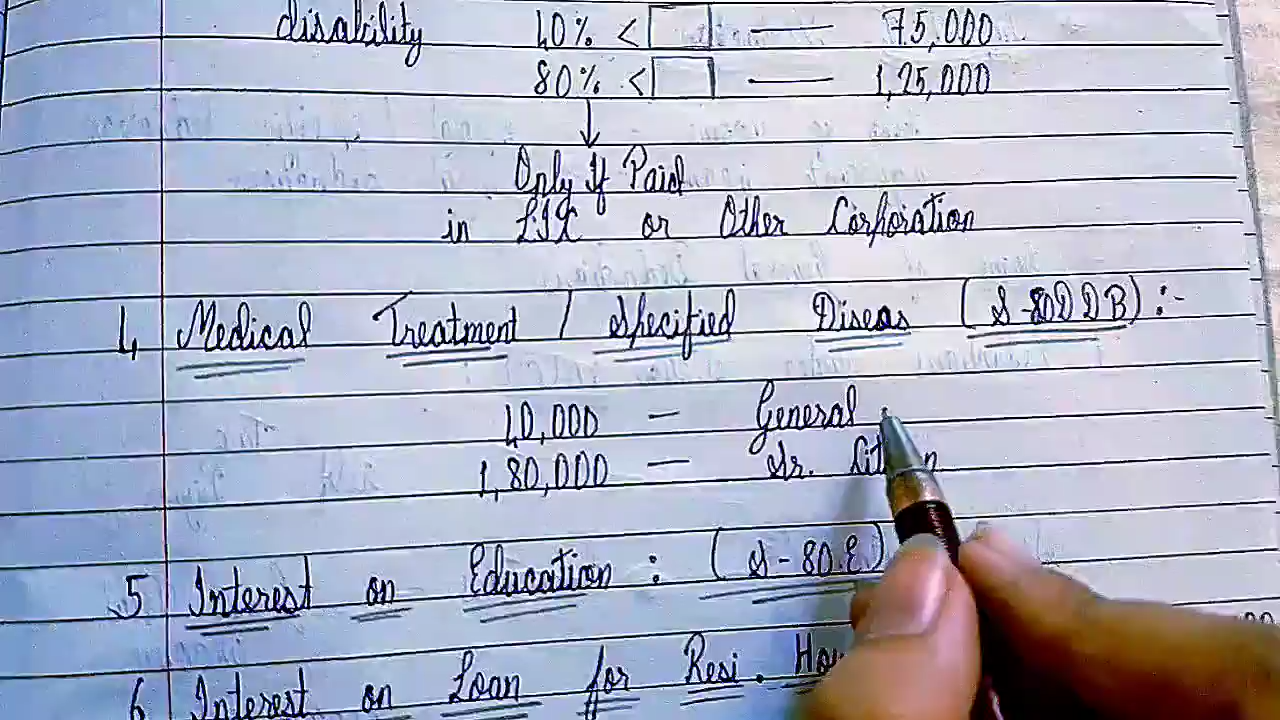 disability 40% < — 75,000
80% < — 1,25,000
Only if Paid
in LIC or Other Corporation
4 Medical Treatment / Specified Diseas (S-80DDB):-
40,000 — General
1,80,000 — Sr.
5 Interest on Education : (S-80E)
6 Interest on Loan for Resi.